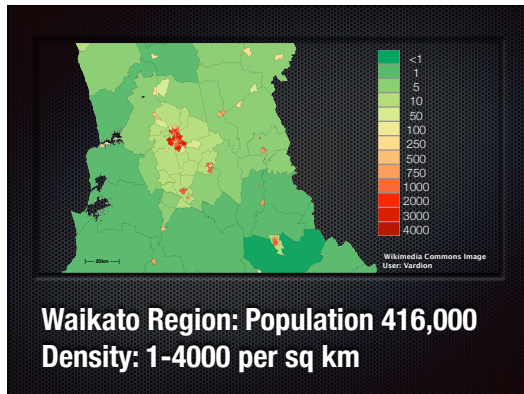 <1
1
5
10
50
100
250
500
750
1000
2000
3000
4000
20km
Wikimedia Commons Image
User: Vardion
Waikato Region: Population 416,000
Density: 1-4000 per sq km